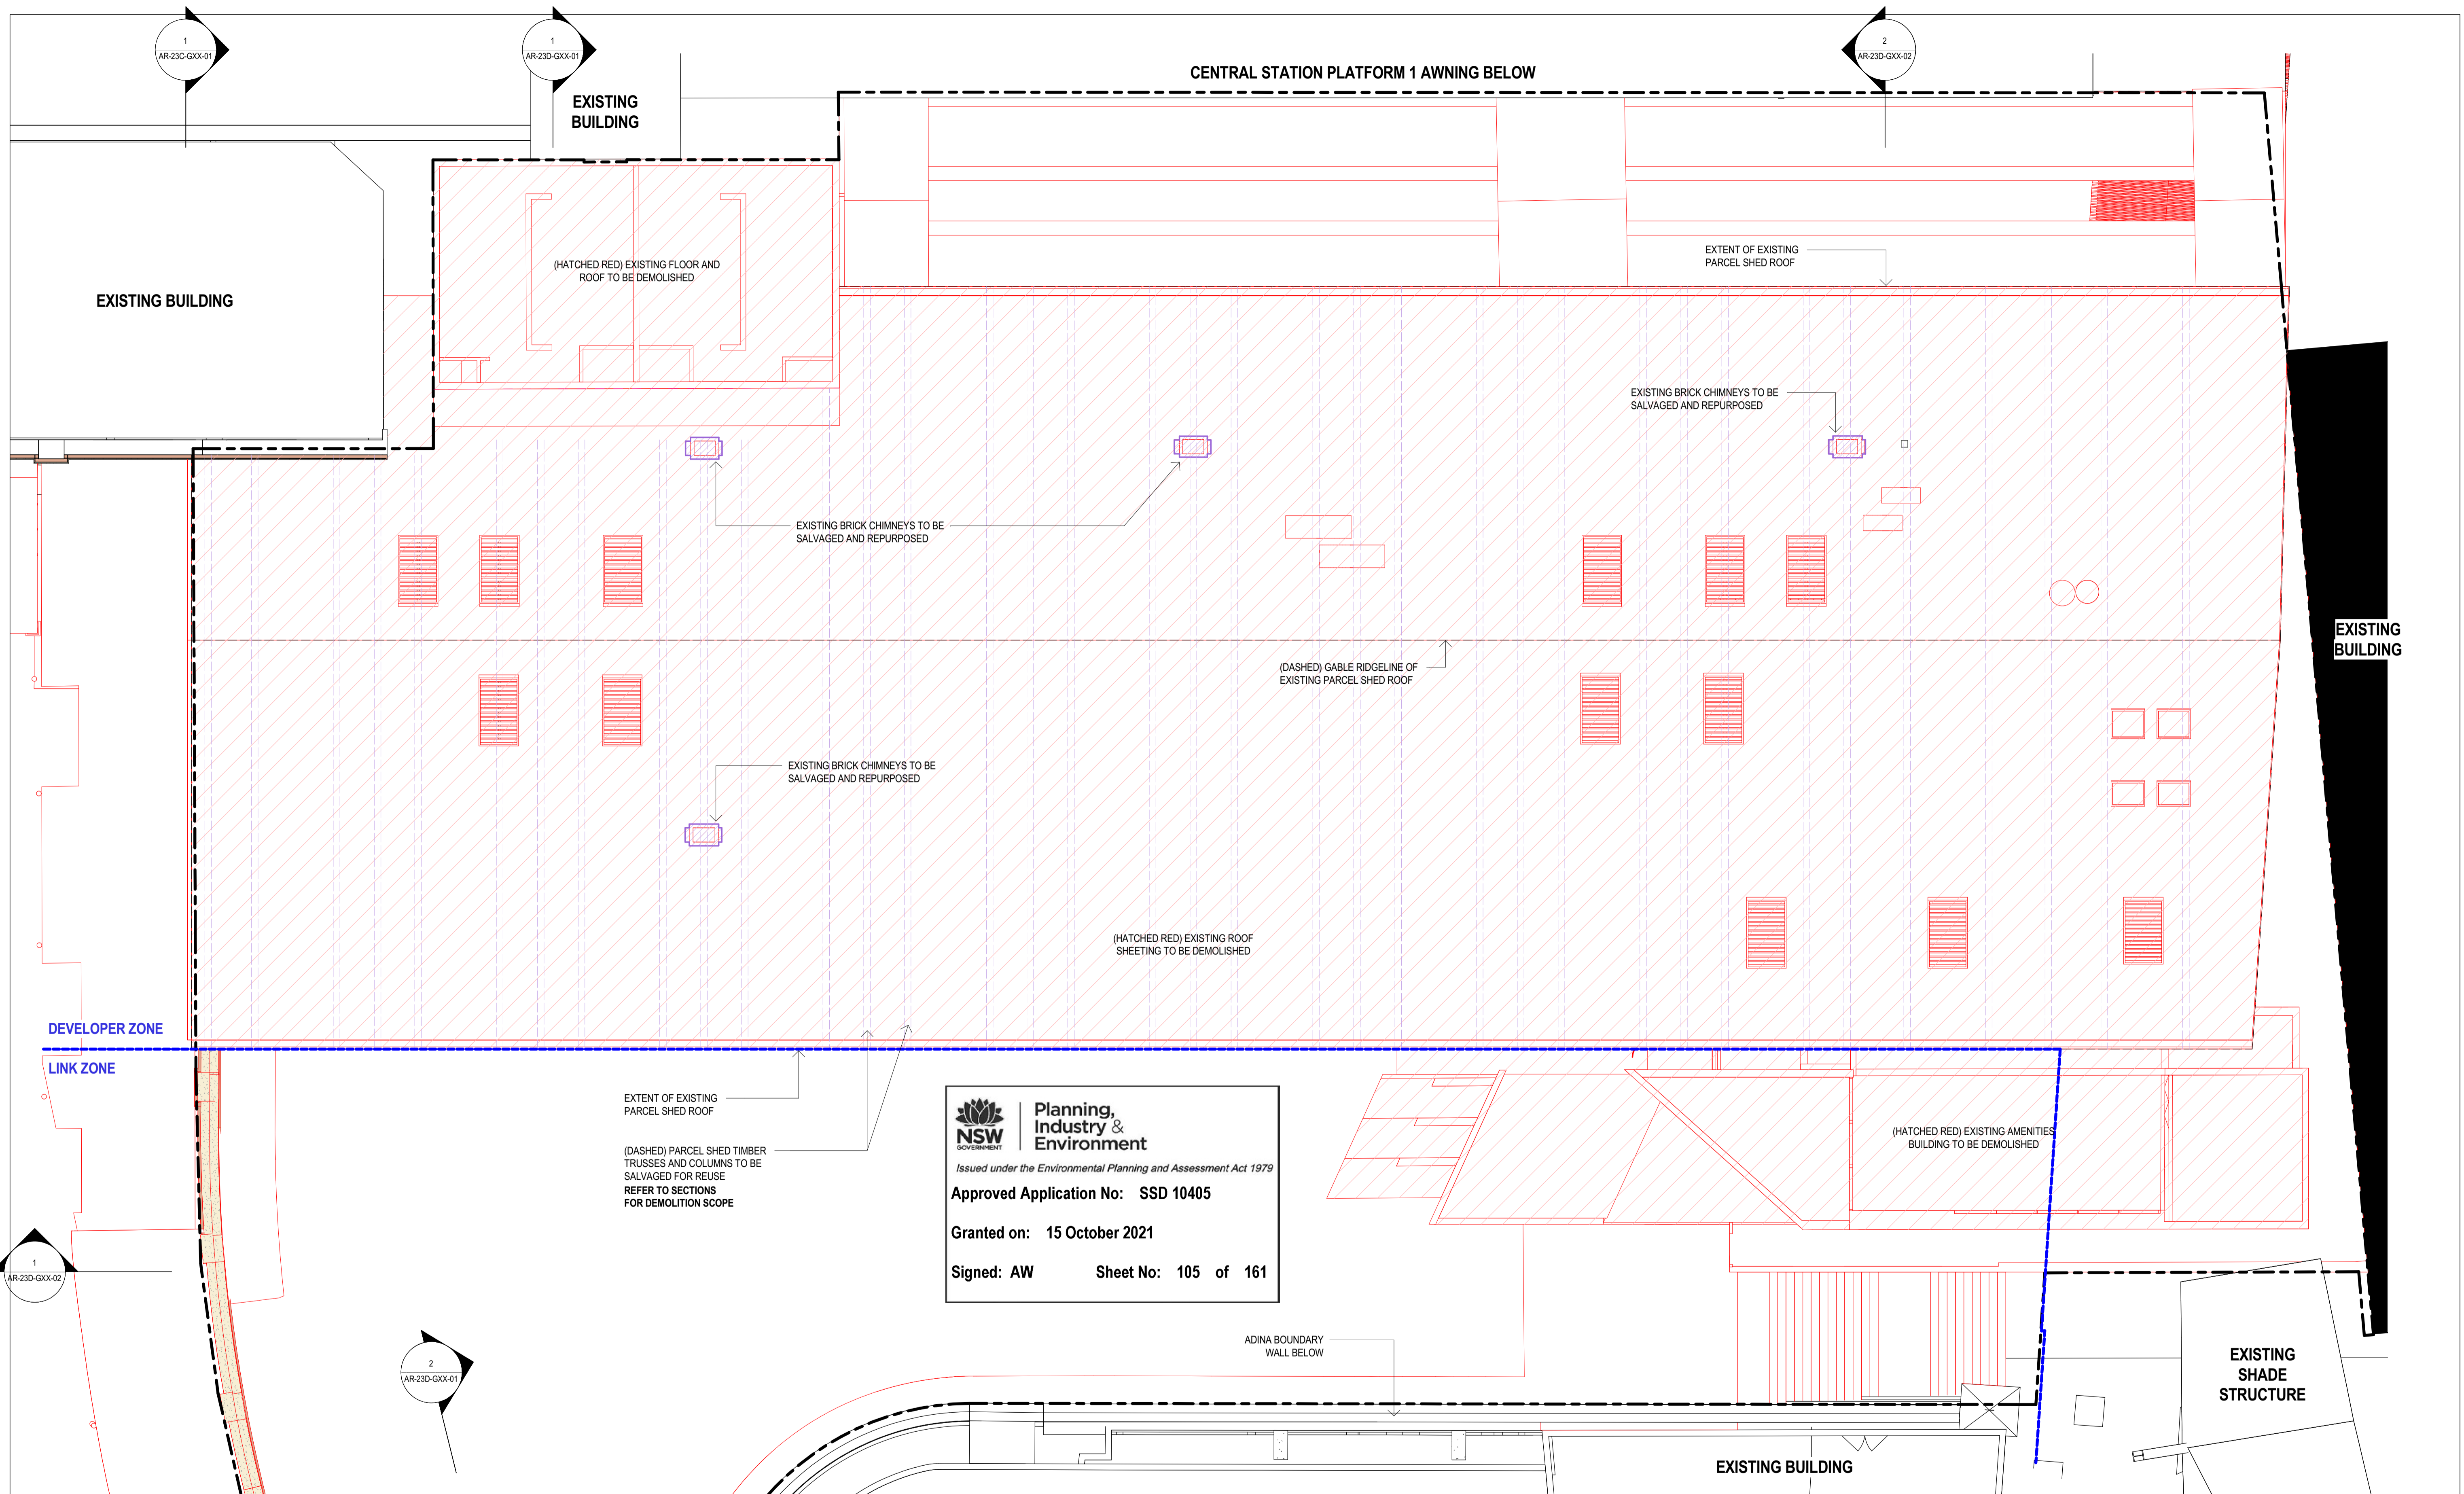 1
AR-23C-GXX-01
1
AR-23D-GXX-01
2
AR-23D-GXX-02
CENTRAL STATION PLATFORM 1 AWNING BELOW
EXISTING
BUILDING
EXISTING BUILDING
(HATCHED RED) EXISTING FLOOR AND
ROOF TO BE DEMOLISHED
EXTENT OF EXISTING
PARCEL SHED ROOF
EXISTING BRICK CHIMNEYS TO BE
SALVAGED AND REPURPOSED
EXISTING BRICK CHIMNEYS TO BE
SALVAGED AND REPURPOSED
EXISTING
BUILDING
(DASHED) GABLE RIDGELINE OF
EXISTING PARCEL SHED ROOF
EXISTING BRICK CHIMNEYS TO BE
SALVAGED AND REPURPOSED
(HATCHED RED) EXISTING ROOF
SHEETING TO BE DEMOLISHED
DEVELOPER ZONE
LINK ZONE
EXTENT OF EXISTING
PARCEL SHED ROOF
(DASHED) PARCEL SHED TIMBER
TRUSSES AND COLUMNS TO BE
SALVAGED FOR REUSE
REFER TO SECTIONS
FOR DEMOLITION SCOPE
NSW
GOVERNMENT
Planning,
Industry &
Environment
Issued under the Environmental Planning and Assessment Act 1979
Approved Application No: SSD 10405
Granted on: 15 October 2021
Signed: AW Sheet No: 105 of 161
(HATCHED RED) EXISTING AMENITIES
BUILDING TO BE DEMOLISHED
1
AR-23D-GXX-02
2
AR-23D-GXX-01
ADINA BOUNDARY
WALL BELOW
EXISTING
SHADE
STRUCTURE
EXISTING BUILDING